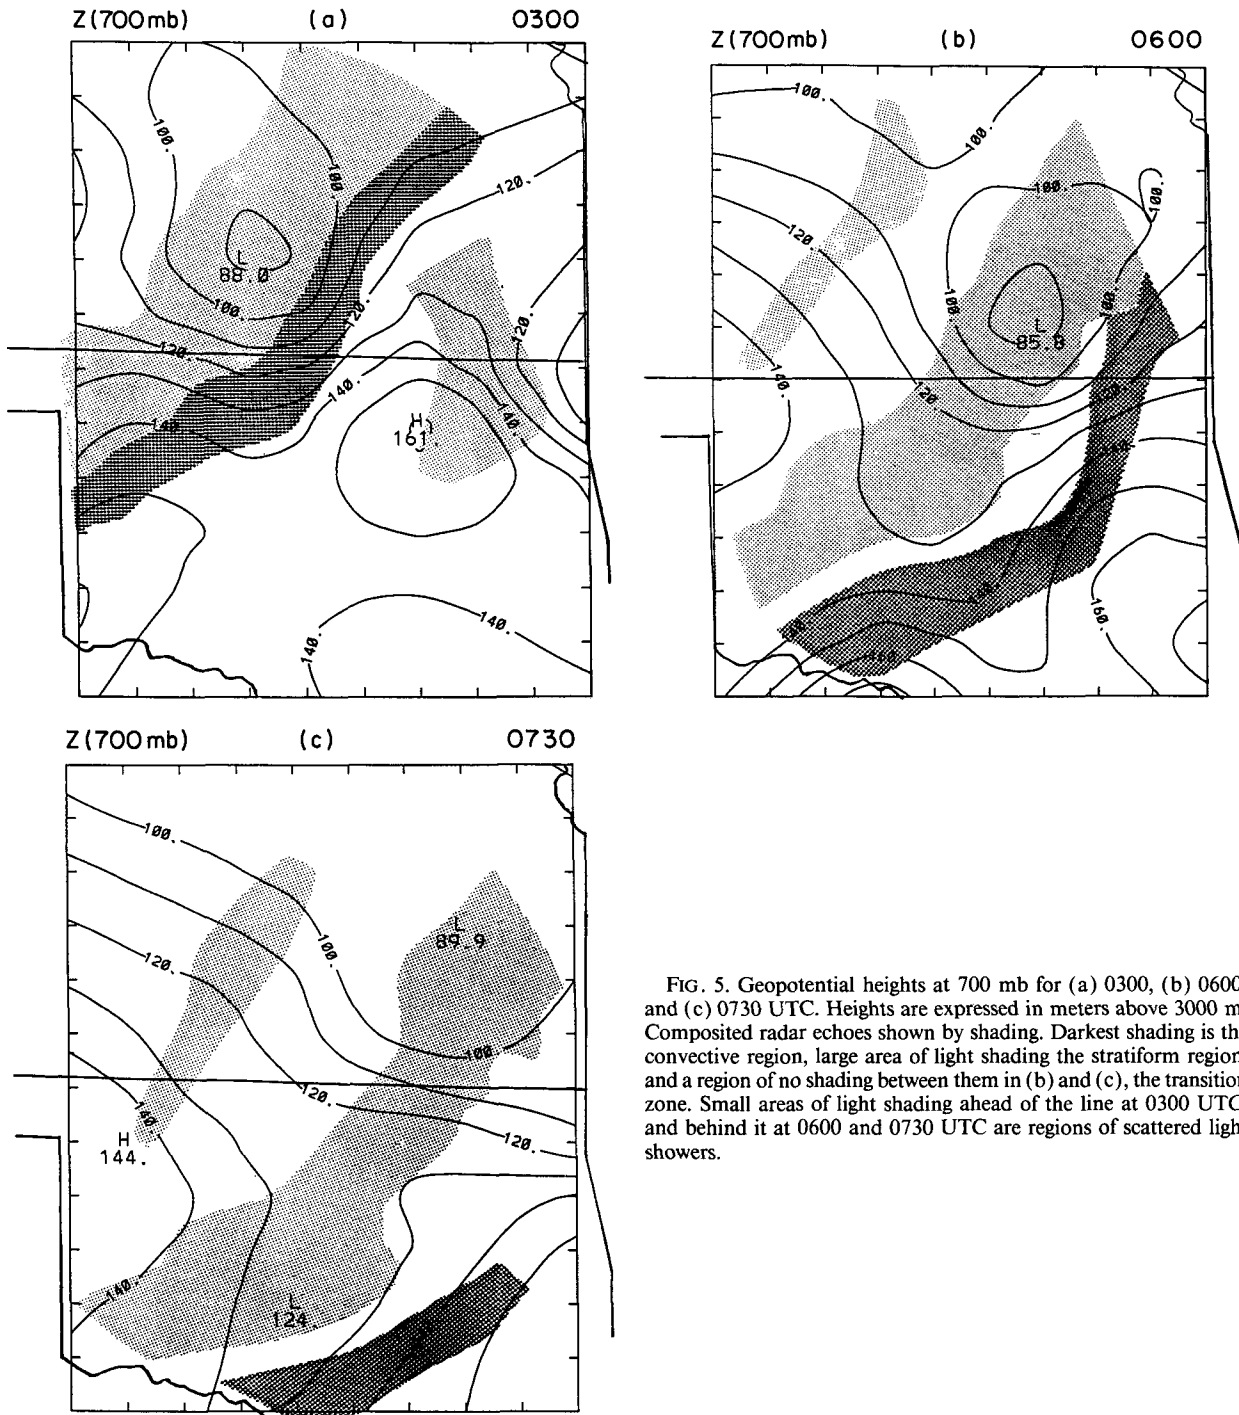 Z(700mb) (a) 0300
100.
100
L
88.0
100.
120.
120.
120.
140.
120.
140.
140.
H
161.
140.
140.
Z(700mb) (b) 0600
100.
100.
100.
100.
120.
100.
100.
L
85.8
140.
120.
160.
140.
160.
160.
Z(700mb) (c) 0730
100.
L
89.9
100.
120.
100.
120.
120.
140.
H
144.
140.
L
124.
FIG. 5. Geopotential heights at 700 mb for (a) 0300, (b) 0600
and (c) 0730 UTC. Heights are expressed in meters above 3000 m
Composited radar echoes shown by shading. Darkest shading is th
convective region, large area of light shading the stratiform region
and a region of no shading between them in (b) and (c), the transition
zone. Small areas of light shading ahead of the line at 0300 UTC
and behind it at 0600 and 0730 UTC are regions of scattered ligh
showers.